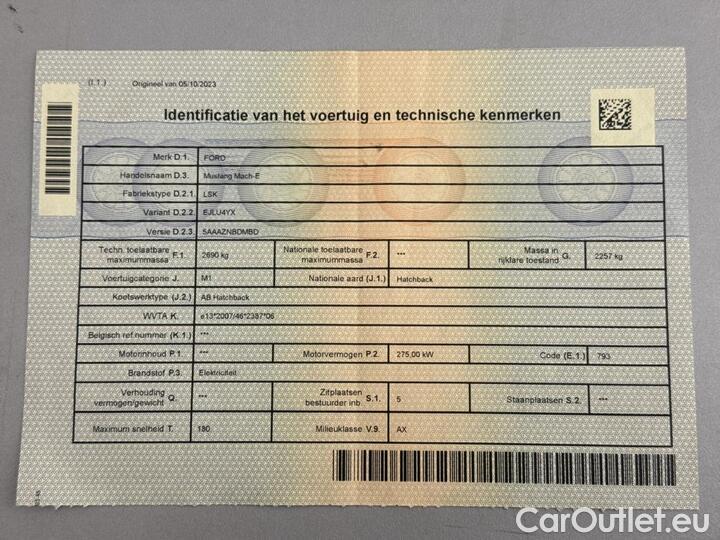 (I.T.) Origineel van 05/10/2023
Identificatie van het voertuig en technische kenmerken
Merk D.1. FORD
Handelsnaam D.3. Mustang Mach-E
Fabriekstype D.2.1. LSK
Variant D.2.2. EJLU4YX
Versie D.2.3. 5AAAZNBDMBD
Techn. toelaatbare maximummassa F.1. 2690 kg Nationale toelaatbare maximummassa F.2. *** Massa in rijklare toestand G. 2257 kg
Voertuigcategorie J. M1 Nationale aard (J.1.) Hatchback
Koetswerktype (J.2.) AB Hatchback
WVTA K. e13*2007/46*2387*06
Belgisch ref.nummer (K.1.) ***
Motorinhoud P.1. *** Motorvermogen P.2. 275,00 kW Code (E.1.) 793
Brandstof P.3. Elektriciteit
Verhouding vermogen/gewicht Q. *** Zitplaatsen bestuurder inb. S.1. 5 Staanplaatsen S.2. ***
Maximum snelheid T. 180 Milieuklasse V.9. AX
CarOutlet.eu